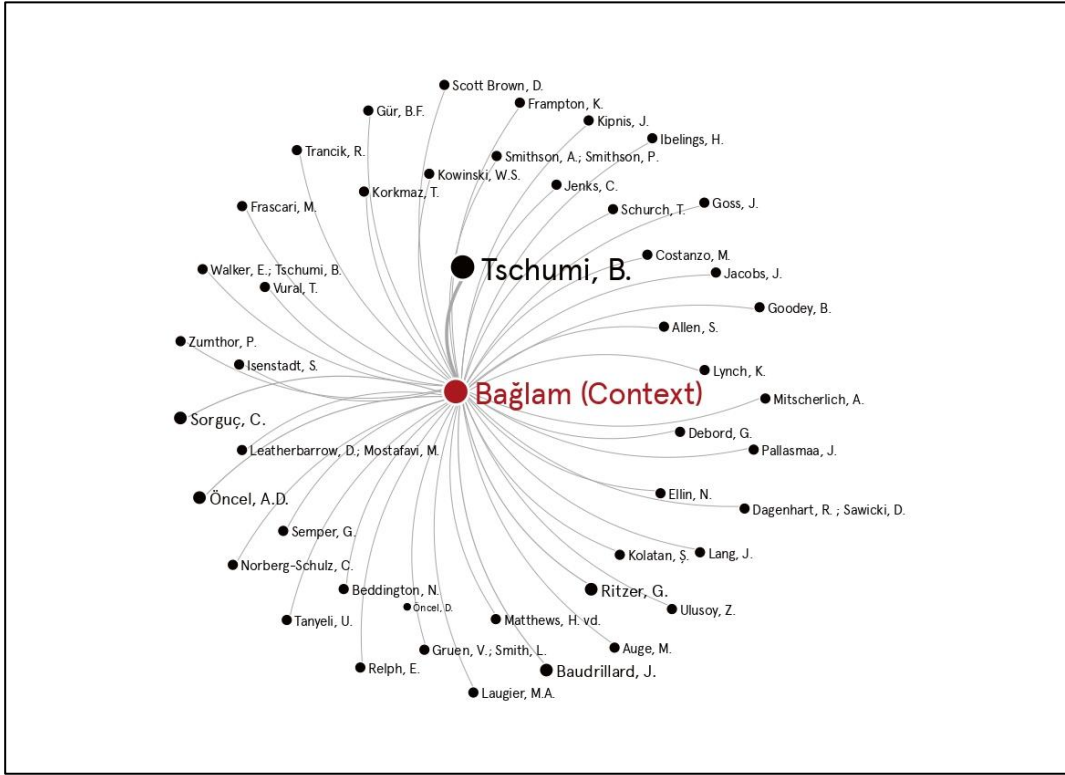 Scott Brown, D.
Frampton, K.
Gür, B.F.
Kipnis, J.
Ibelings, H.
Trancik, R.
Smithson, A.; Smithson, P.
Kowinski, W.S.
Jenks, C.
Korkmaz, T.
Goss, J.
Frascari, M.
Schurch, T.
Costanzo, M.
Walker, E.; Tschumi, B.
Tschumi, B.
Jacobs, J.
Vural, T.
Goodey, B.
Allen, S.
Zumthor, P.
Isenstadt, S.
Lynch, K.
Bağlam (Context)
Mitscherlich, A.
Sorguç, C.
Debord, G.
Leatherbarrow, D.; Mostafavi, M.
Pallasmaa, J.
Öncel, A.D.
Ellin, N.
Dagenhart, R. ; Sawicki, D.
Semper, G.
Kolatan, Ş.
Lang, J.
Norberg-Schulz, C.
Beddington, N.
Ritzer, G.
Öncel, D.
Ulusoy, Z.
Tanyeli, U.
Matthews, H. vd.
Gruen, V.; Smith, L.
Auge, M.
Relph, E.
Baudrillard, J.
Laugier, M.A.